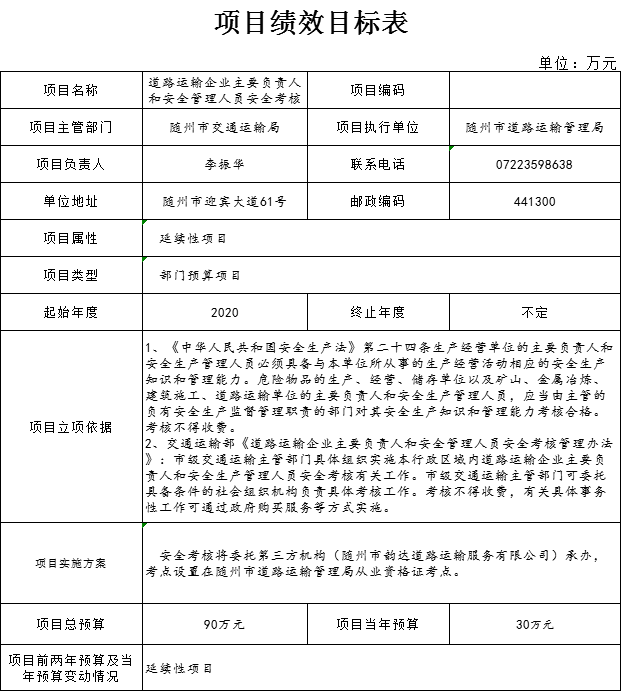 项目绩效目标表
单位：万元
项目名称
道路运输企业主要负责人
和安全管理人员安全考核
项目编码
项目主管部门
随州市交通运输局
项目执行单位
随州市道路运输管理局
项目负责人
李振华
联系电话
07223598638
单位地址
随州市迎宾大道61号
邮政编码
441300
项目属性
延续性项目
项目类型
部门预算项目
起始年度
2020
终止年度
不定
项目立项依据
1、《中华人民共和国安全生产法》第二十四条生产经营单位的主要负责人和
安全生产管理人员必须具备与本单位所从事的生产经营活动相应的安全生产
知识和管理能力。危险物品的生产、经营、储存单位以及矿山、金属冶炼、
建筑施工、道路运输单位的主要负责人和安全生产管理人员，应当由主管的
负有安全生产监督管理职责的部门对其安全生产知识和管理能力考核合格。
考核不得收费。
2、交通运输部《道路运输企业主要负责人和安全管理人员安全考核管理办法
》：市级交通运输主管部门具体组织实施本行政区域内道路运输企业主要负
责人和安全生产管理人员安全考核有关工作。市级交通运输主管部门可委托
具备条件的社会组织机构负责具体考核工作。考核不得收费，有关具体事务
性工作可通过政府购买服务等方式实施。
项目实施方案
安全考核将委托第三方机构（随州市韵达道路运输服务有限公司）承办，
考点设置在随州市道路运输管理局从业资格证考点。
项目总预算
90万元
项目当年预算
30万元
项目前两年预算及当
年预算变动情况
延续性项目